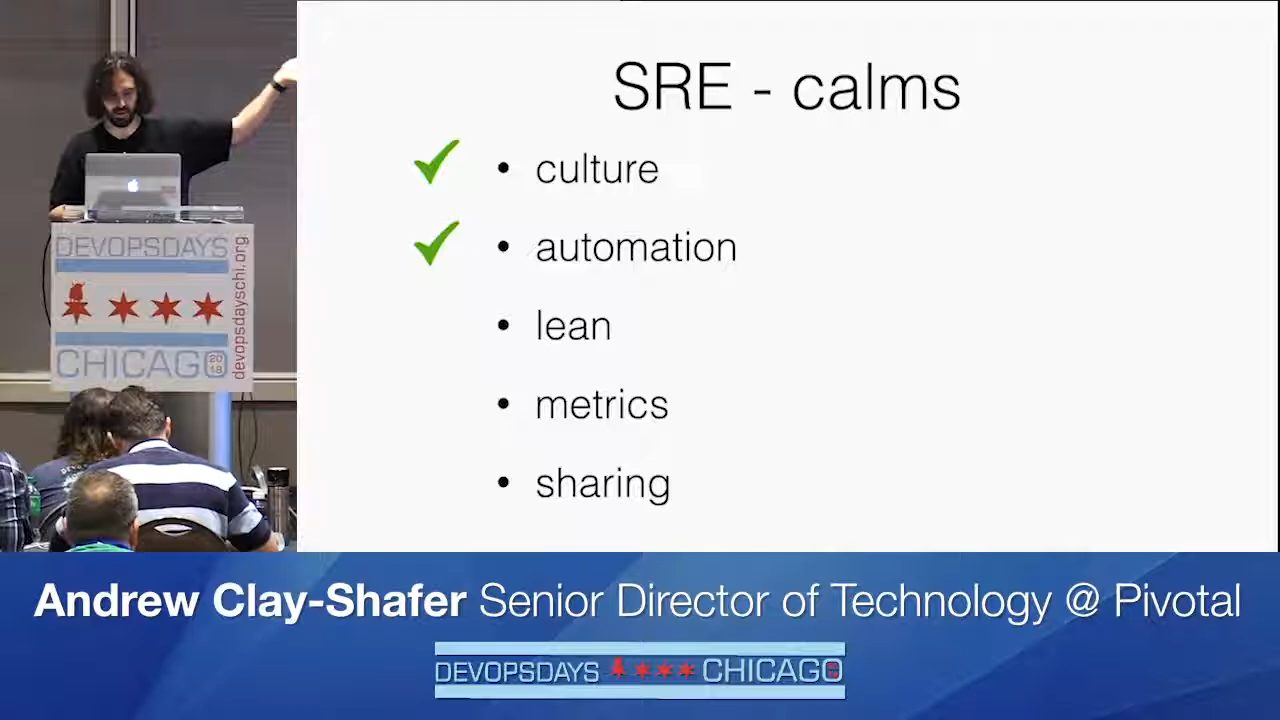 SRE - calms
culture
automation
lean
metrics
sharing
DEVOPSDAYS
CHICAGO
2018
devopsdayschi.org
Andrew Clay-Shafer Senior Director of Technology @ Pivotal
DEVOPSDAYS CHICAGO